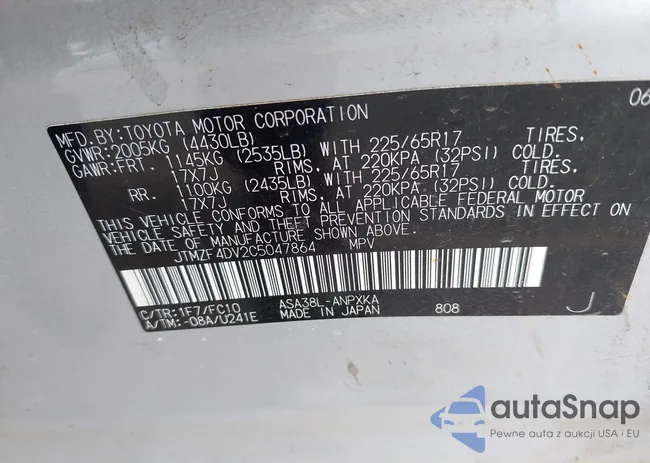 06
MFD.BY:TOYOTA MOTOR CORPORATION
GVWR:2005KG (4430LB)
GAWR:FRT. 1145KG (2535LB) WITH 225/65R17 TIRES,
17X7J RIMS, AT 220KPA (32PSI) COLD.
RR. 1100KG (2435LB) WITH 225/65R17 TIRES,
17X7J RIMS, AT 220KPA (32PSI) COLD.
THIS VEHICLE CONFORMS TO ALL APPLICABLE FEDERAL MOTOR
VEHICLE SAFETY AND THEFT PREVENTION STANDARDS IN EFFECT ON
THE DATE OF MANUFACTURE SHOWN ABOVE.
JTMZF4DV2C5047864 MPV
C/TR:1F7/FC10 ASA38L-ANPXKA 808 J
A/TM:-08A/U241E MADE IN JAPAN
autaSnap
Pewne auta z aukcji USA i EU